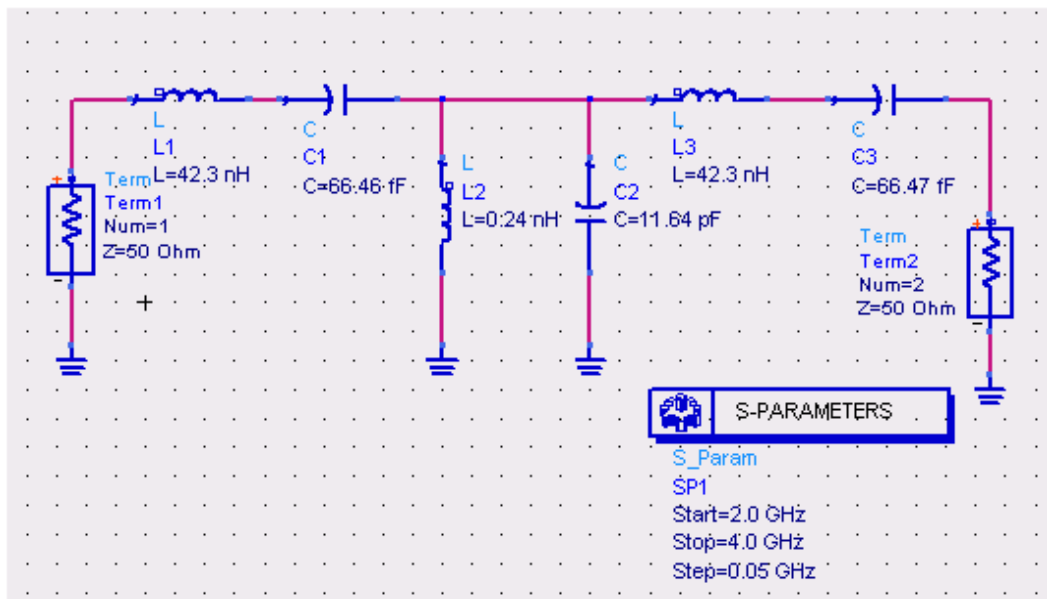 L
L1
L=42.3 nH
C
C1
C=66.46 fF
L
L2
L=0.24 nH
C
C2
C=11.64 pF
L
L3
L=42.3 nH
C
C3
C=66.47 fF
+
Term
Term1
Num=1
Z=50 Ohm
-
+
Term
Term2
Num=2
Z=50 Ohm
-
S-PARAMETERS
S_Param
SP1
Start=2.0 GHz
Stop=4.0 GHz
Step=0.05 GHz